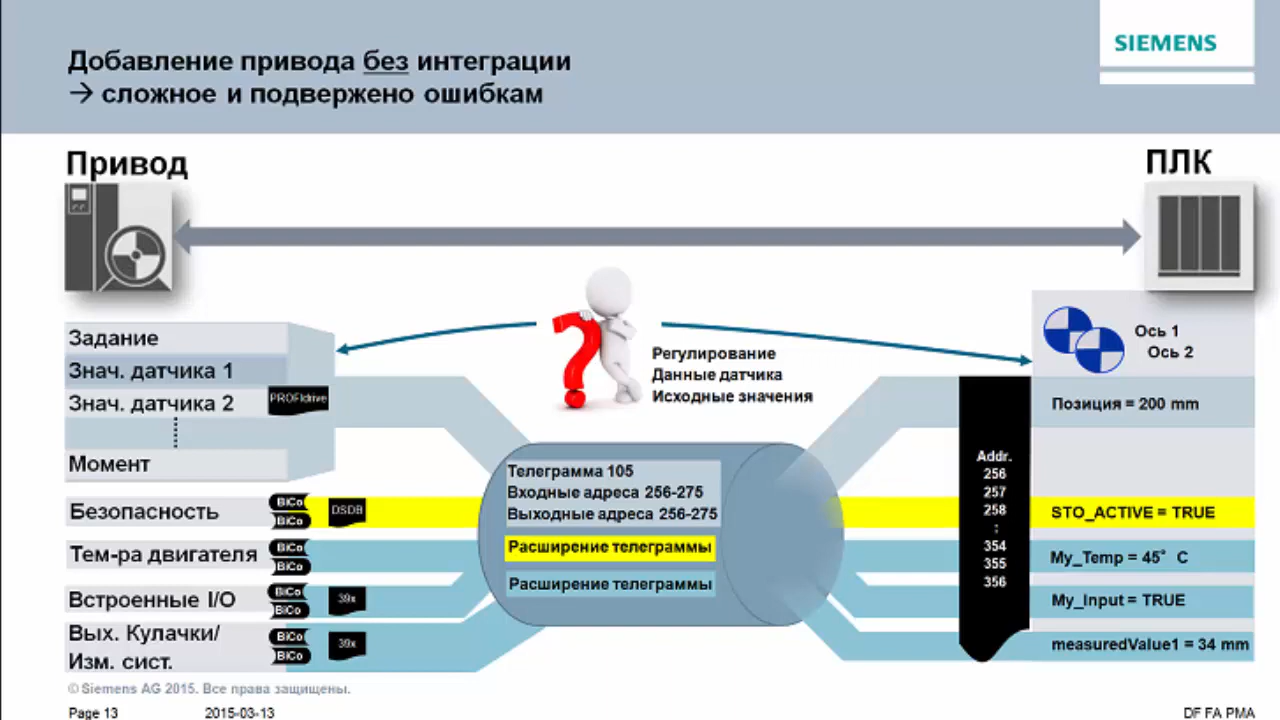 SIEMENS
Добавление привода без интеграции
→ сложное и подвержено ошибкам
Привод
ПЛК
Задание
Знач. датчика 1
Знач. датчика 2
PROFIdrive
Момент
Регулирование
Данные датчика
Исходные значения
Ось 1
Ось 2
Позиция = 200 mm
Addr.
256
257
258
:
354
355
356
Телеграмма 105
Входные адреса 256-275
Выходные адреса 256-275
Расширение телеграммы
Расширение телеграммы
Безопасность
BiCo
BiCo
DSDB
STO_ACTIVE = TRUE
Тем-ра двигателя
BiCo
BiCo
My_Temp = 45° C
Встроенные I/O
BiCo
BiCo
39x
My_Input = TRUE
Вых. Кулачки/
Изм. сист.
BiCo
BiCo
39x
measuredValue1 = 34 mm
© Siemens AG 2015. Все права защищены.
Page 13
2015-03-13
DF FA PMA